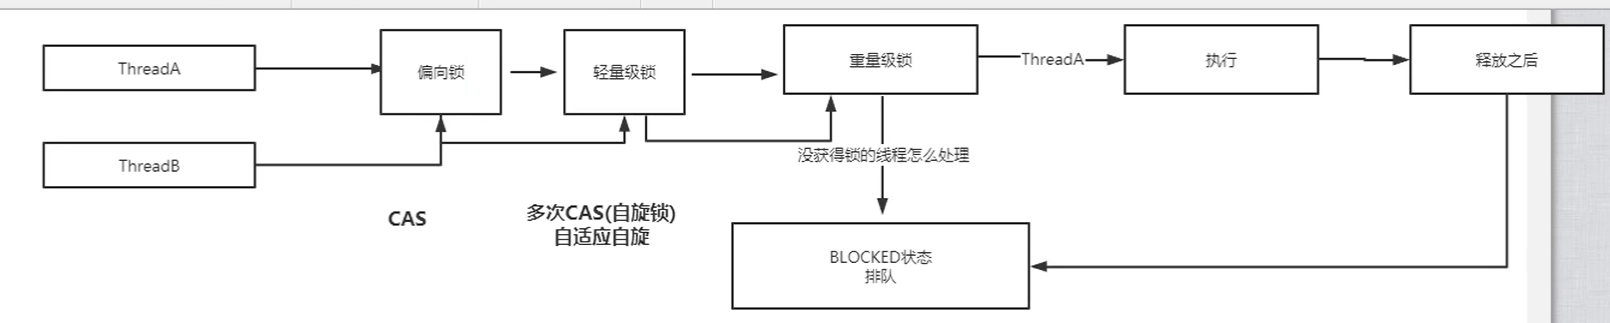 ThreadA
偏向锁
轻量级锁
重量级锁
ThreadA
执行
释放之后
ThreadB
没获得锁的线程怎么处理
CAS
多次CAS(自旋锁)
自适应自旋
BLOCKED状态
排队